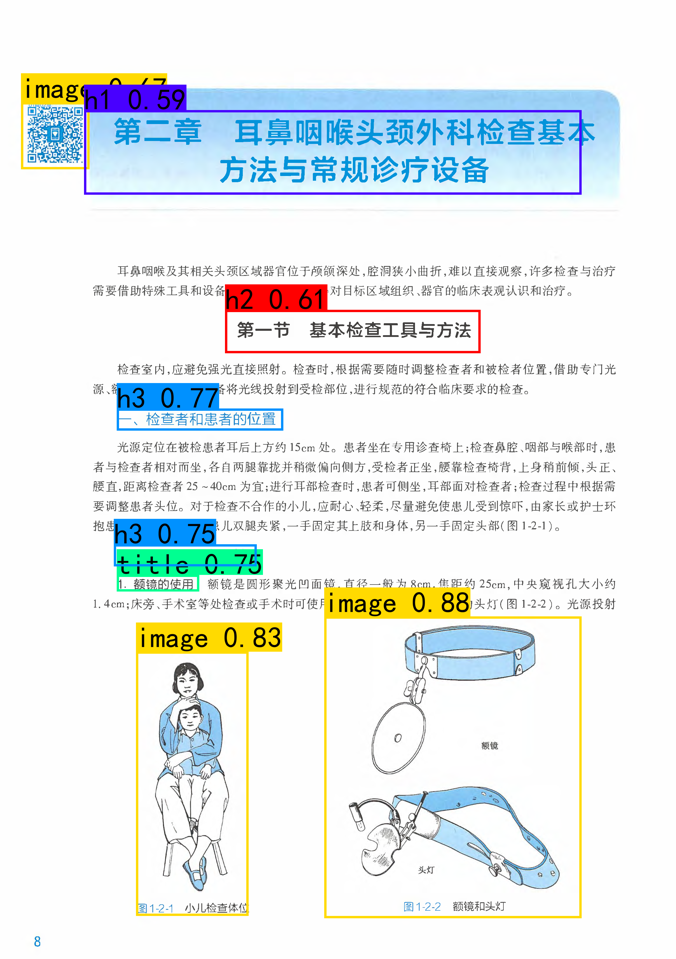 image 0.67
h1 0.59
第二章 耳鼻咽喉头颈外科检查基本
方法与常规诊疗设备
耳鼻咽喉及其相关头颈区域器官位于颅颌深处,腔洞狭小曲折,难以直接观察,许多检查与治疗
需要借助特殊工具和设备 对目标区域组织、器官的临床表观认识和治疗。
h2 0.61
第一节 基本检查工具与方法
检查室内,应避免强光直接照射。检查时,根据需要随时调整检查者和被检者位置,借助专门光
源、额 备将光线投射到受检部位,进行规范的符合临床要求的检查。
h3 0.77
一、检查者和患者的位置
光源定位在被检患者耳后上方约15cm处。患者坐在专用诊查椅上;检查鼻腔、咽部与喉部时,患
者与检查者相对而坐,各自两腿靠拢并稍微偏向侧方,受检者正坐,腰靠检查椅背,上身稍前倾,头正、
腰直,距离检查者25~40cm为宜;进行耳部检查时,患者可侧坐,耳部面对检查者;检查过程中根据需
要调整患者头位。对于检查不合作的小儿,应耐心、轻柔,尽量避免使患儿受到惊吓,由家长或护士环
抱患 患儿双腿夹紧,一手固定其上肢和身体,另一手固定头部(图1-2-1)。
h3 0.75
title 0.75
1. 额镜的使用 额镜是圆形聚光凹面镜,直径一般为8cm,焦距约25cm,中央窥视孔大小约
1.4cm;床旁、手术室等处检查或手术时可使用 的头灯(图1-2-2)。光源投射
image 0.88
image 0.83
额镜
头灯
图1-2-1 小儿检查体位
图1-2-2 额镜和头灯
8